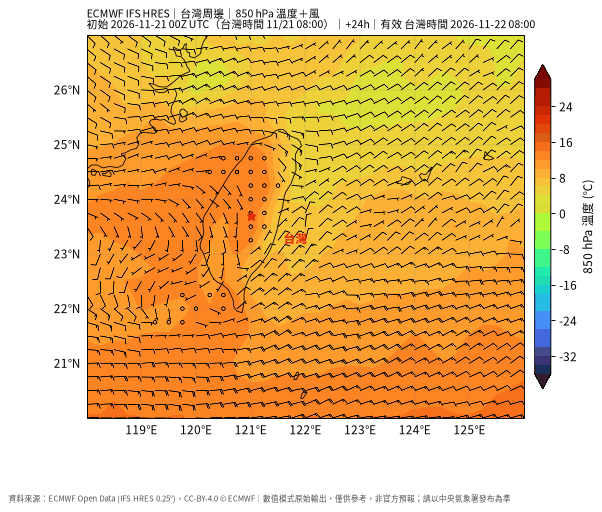 ECMWF IFS HRES｜台灣周邊｜850 hPa 溫度＋風
初始 2026-11-21 00Z UTC（台灣時間 11/21 08:00）｜+24h｜有效 台灣時間 2026-11-22 08:00
26°N
25°N
24°N
23°N
22°N
21°N
台灣
119°E
120°E
121°E
122°E
123°E
124°E
125°E
24
16
8
0
-8
-16
-24
-32
850 hPa 溫度 (°C)
資料來源：ECMWF Open Data (IFS HRES 0.25°)・CC-BY-4.0 © ECMWF｜數值模式原始輸出，僅供參考，非官方預報；請以中央氣象署發布為準